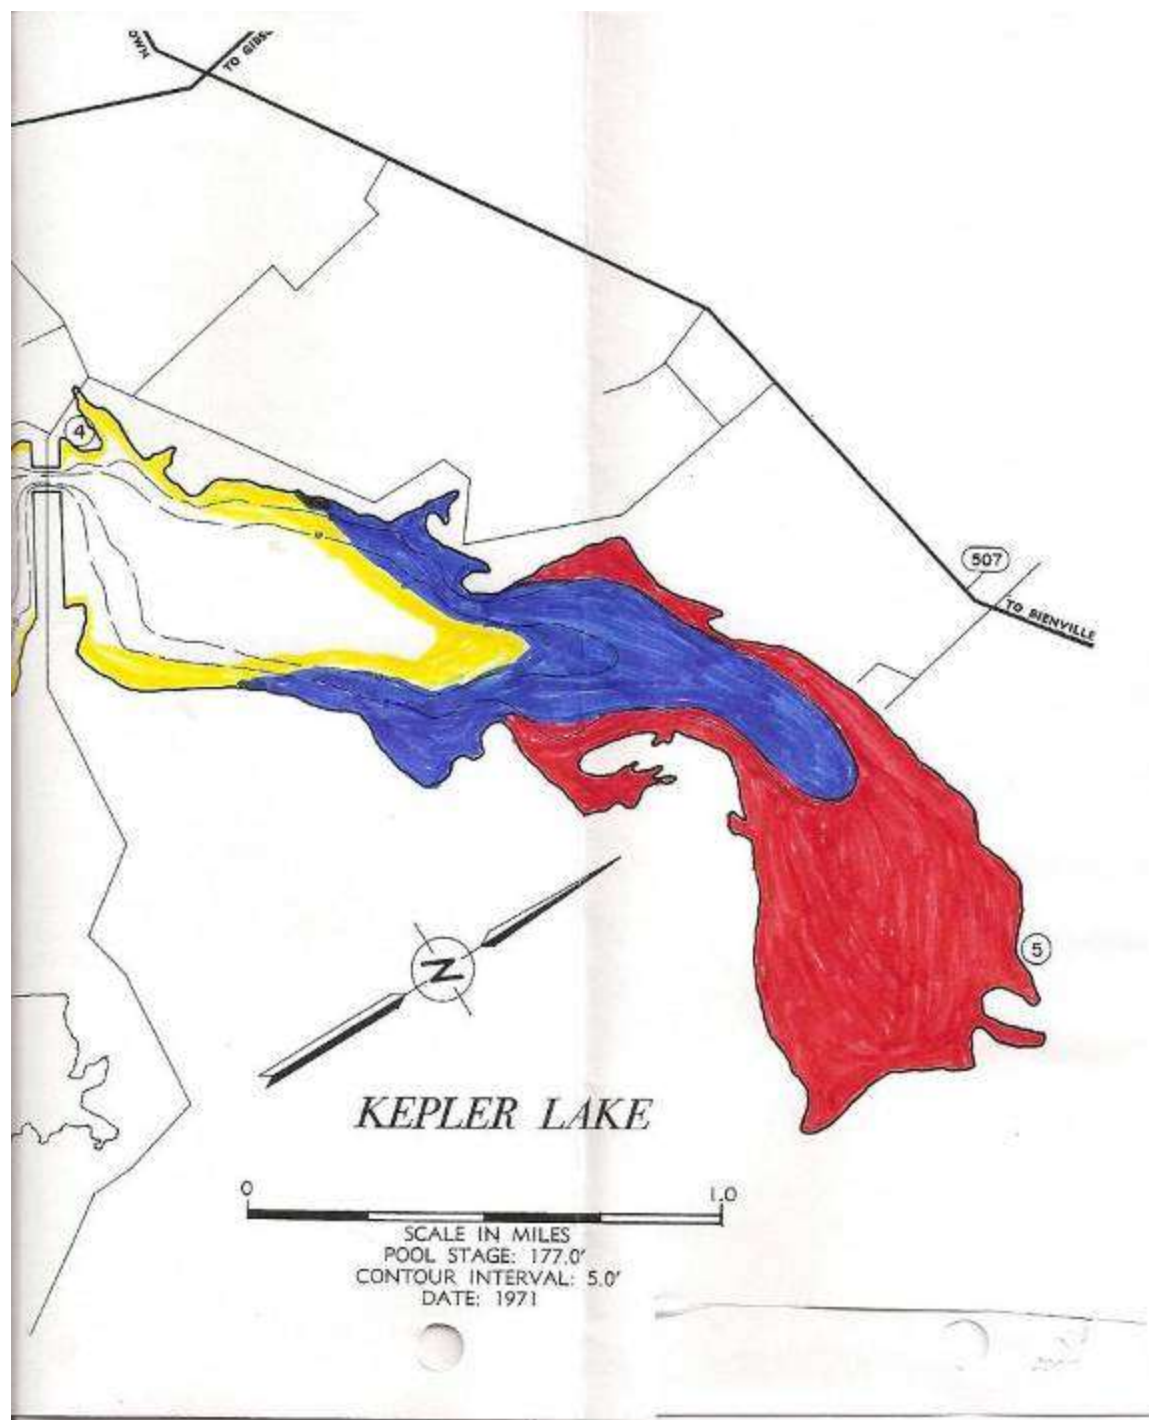 TO
4
507
TO BIENVILLE
5
N
KEPLER LAKE
0 1.0
SCALE IN MILES
POOL STAGE: 177.0'
CONTOUR INTERVAL: 5.0'
DATE: 1971